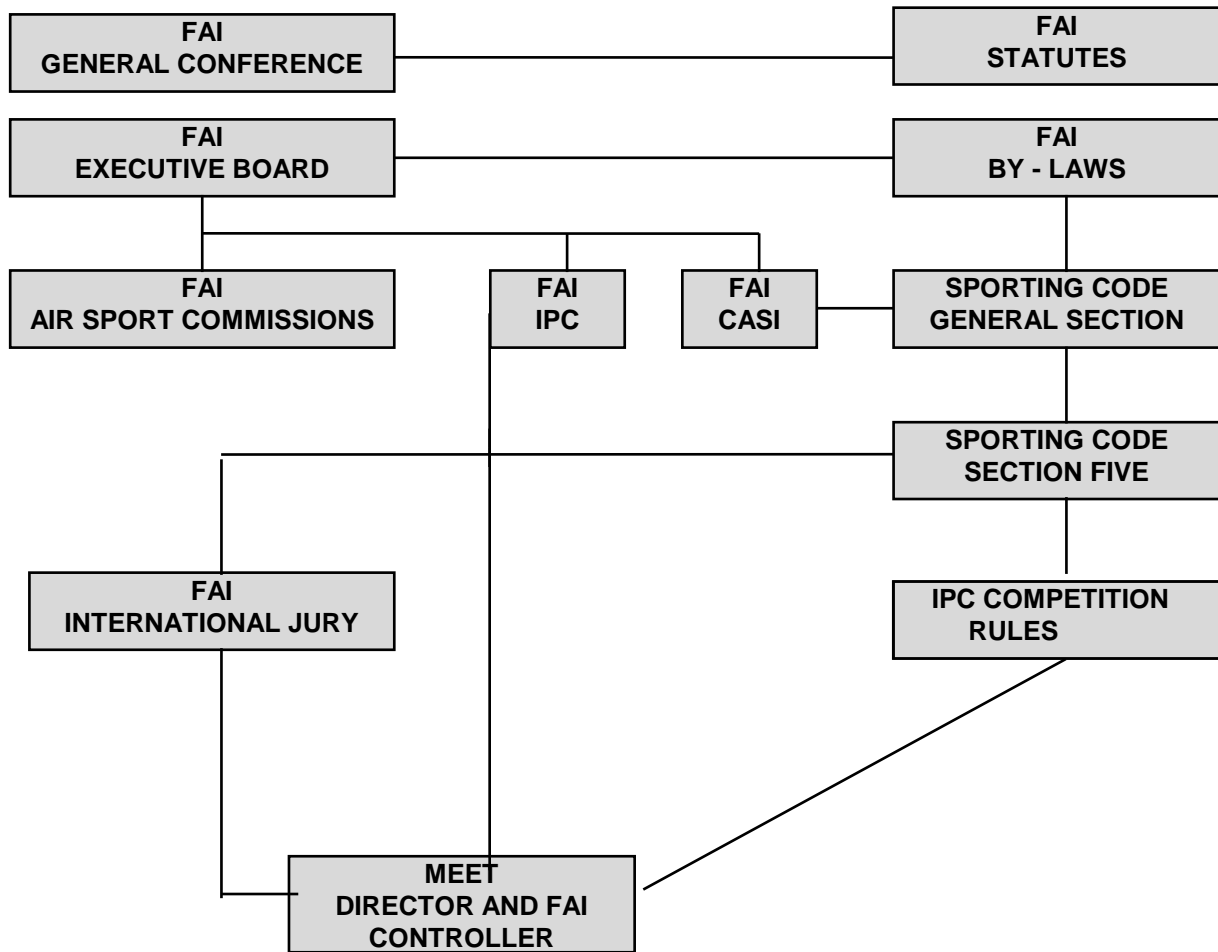 FAI
GENERAL CONFERENCE
FAI
STATUTES
FAI
EXECUTIVE BOARD
FAI
BY - LAWS
FAI
AIR SPORT COMMISSIONS
FAI
IPC
FAI
CASI
SPORTING CODE
GENERAL SECTION
SPORTING CODE
SECTION FIVE
FAI
INTERNATIONAL JURY
IPC COMPETITION
RULES
MEET
DIRECTOR AND FAI
CONTROLLER